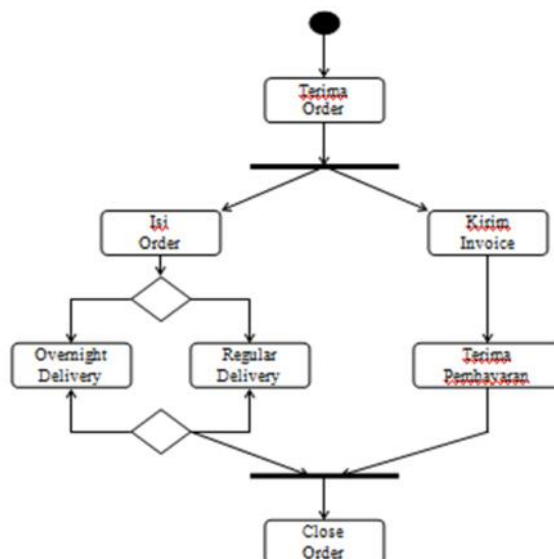 Terima
Order
Isi
Order
Kirim
Invoice
Overnight
Delivery
Regular
Delivery
Terima
Pembayaran
Close
Order